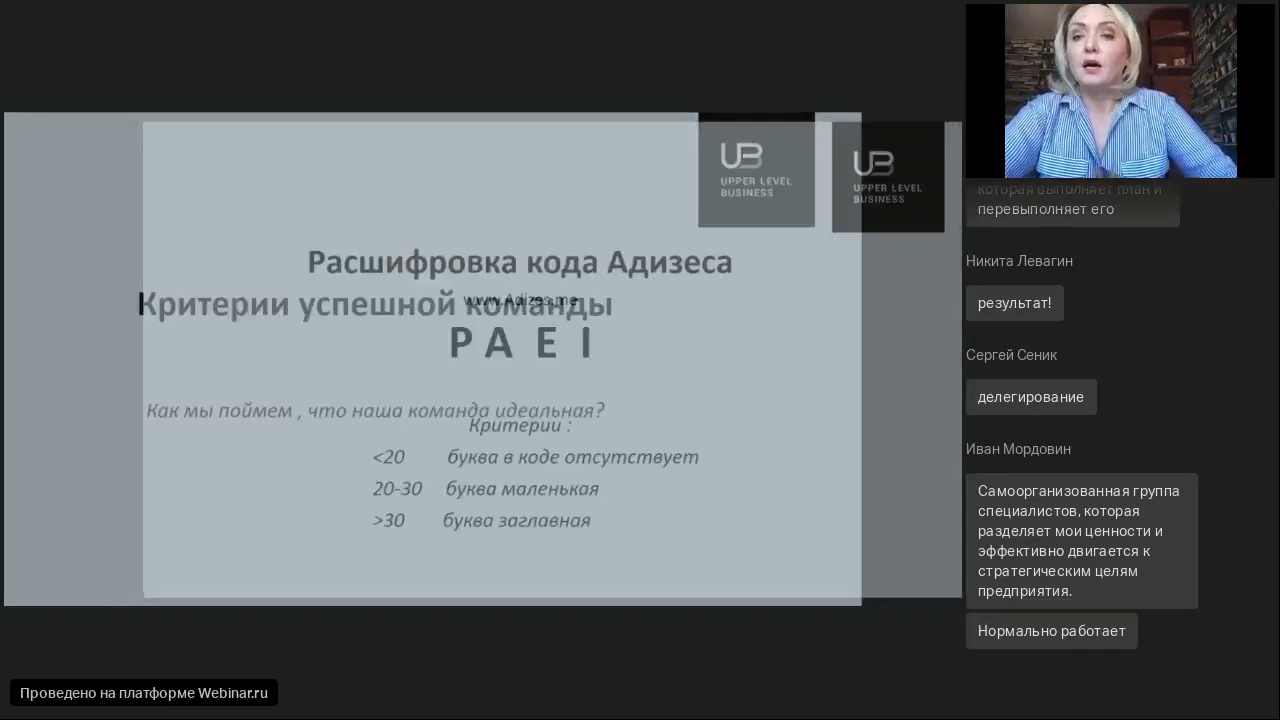 UB
UPPER LEVEL
BUSINESS
UB
UPPER LEVEL
BUSINESS
Расшифровка кода Адизеса
www.Adizes.me
Критерии успешной команды
P A E I
Как мы поймем , что наша команда идеальная?
Критерии :
<20 буква в коде отсутствует
20-30 буква маленькая
>30 буква заглавная
которая выполняет план и
перевыполняет его
Никита Левагин
результат!
Сергей Сеник
делегирование
Иван Мордовин
Самоорганизованная группа
специалистов, которая
разделяет мои ценности и
эффективно двигается к
стратегическим целям
предприятия.
Нормально работает
Проведено на платформе Webinar.ru